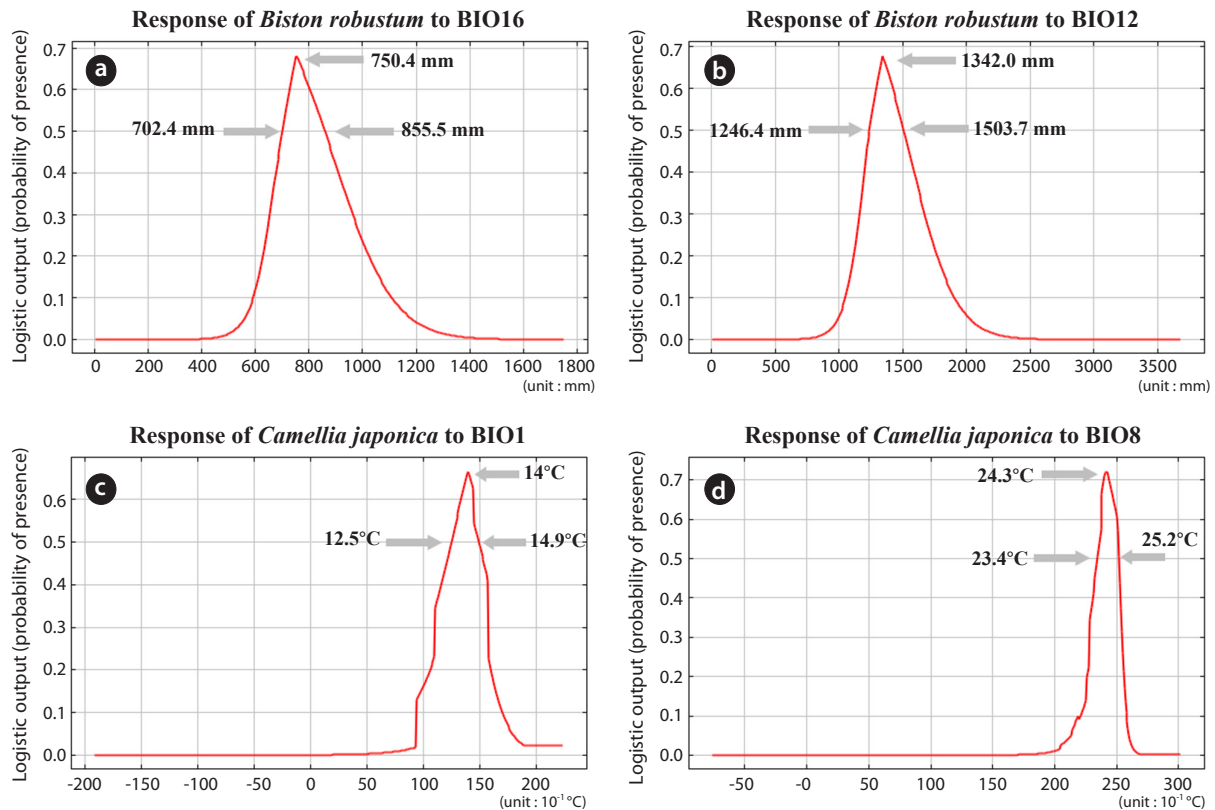 Response of Biston robustum to BIO16
a
Logistic output (probability of presence)
0.7
0.6
0.5
0.4
0.3
0.2
0.1
0.0
750.4 mm
702.4 mm
855.5 mm
0 200 400 600 800 1000 1200 1400 1600 1800
(unit : mm)
Response of Biston robustum to BIO12
b
Logistic output (probability of presence)
0.7
0.6
0.5
0.4
0.3
0.2
0.1
0.0
1342.0 mm
1246.4 mm
1503.7 mm
0 500 1000 1500 2000 2500 3000 3500
(unit : mm)
Response of Camellia japonica to BIO1
c
Logistic output (probability of presence)
0.6
0.5
0.4
0.3
0.2
0.1
0.0
14°C
12.5°C
14.9°C
-200 -150 -100 -50 0 50 100 150 200
(unit : 10⁻¹ °C)
Response of Camellia japonica to BIO8
d
Logistic output (probability of presence)
0.7
0.6
0.5
0.4
0.3
0.2
0.1
0.0
24.3°C
25.2°C
23.4°C
-50 -0 50 100 150 200 250 300
(unit : 10⁻¹ °C)